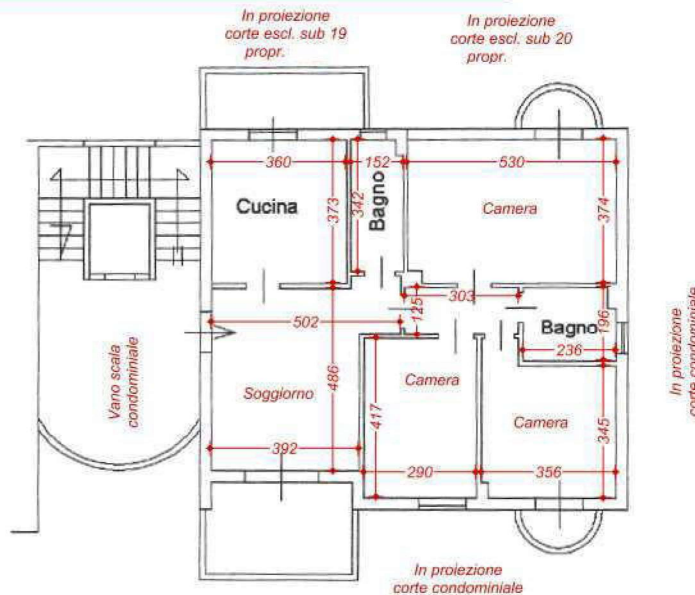 In proiezione
corte escl. sub 19
propr.
In proiezione
corte escl. sub 20
propr.
360
152
530
Cucina
373
342
Bagno
Camera
374
303
125
502
196
Bagno
236
Vano scala
condominiale
Soggiorno
486
Camera
417
Camera
345
392
290
356
In proiezione
corte condominiale
In proiezione
corte condominiale